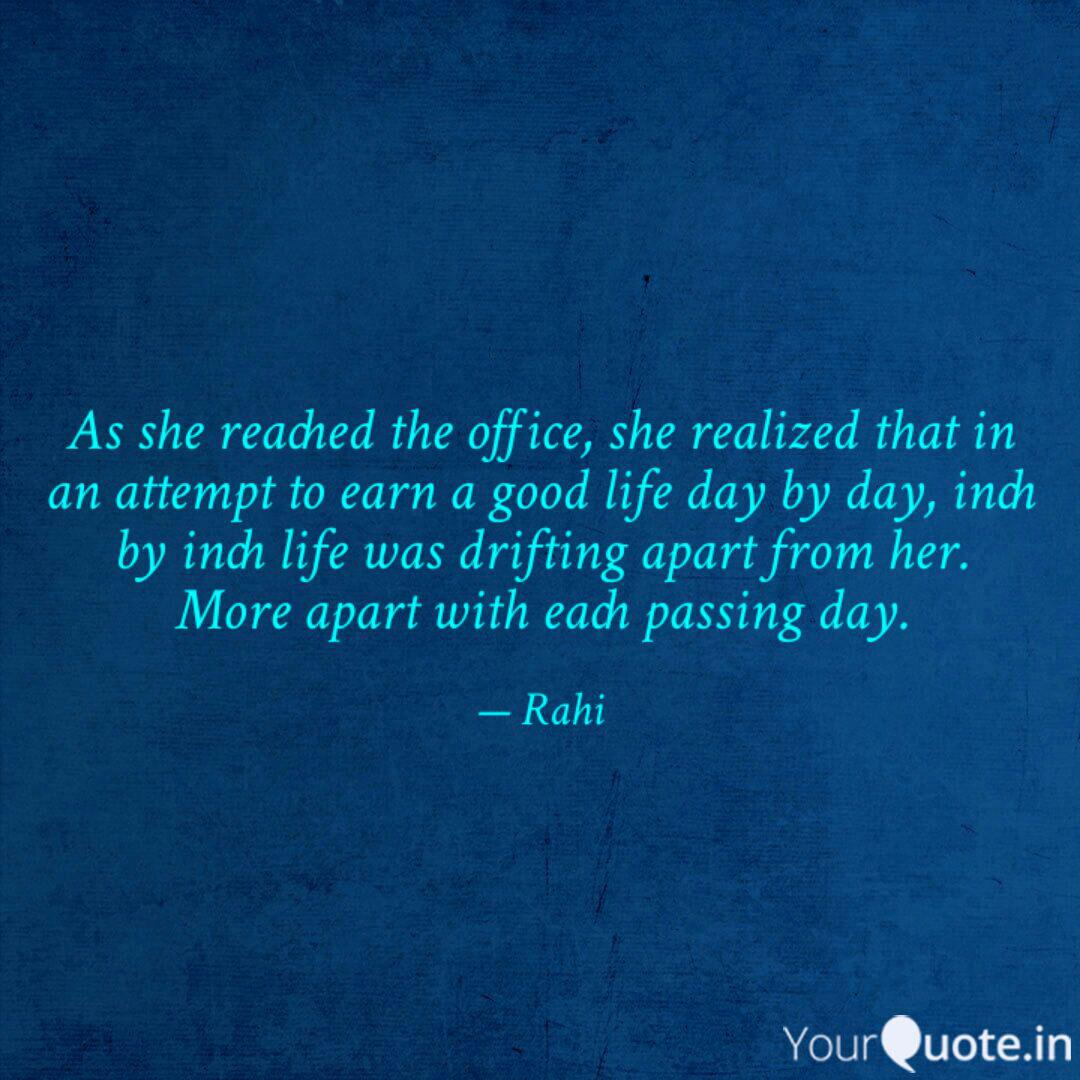 As she reached the office, she realized that in
an attempt to earn a good life day by day, inch
by inch life was drifting apart from her.
More apart with each passing day.
— Rahi
YourQuote.in